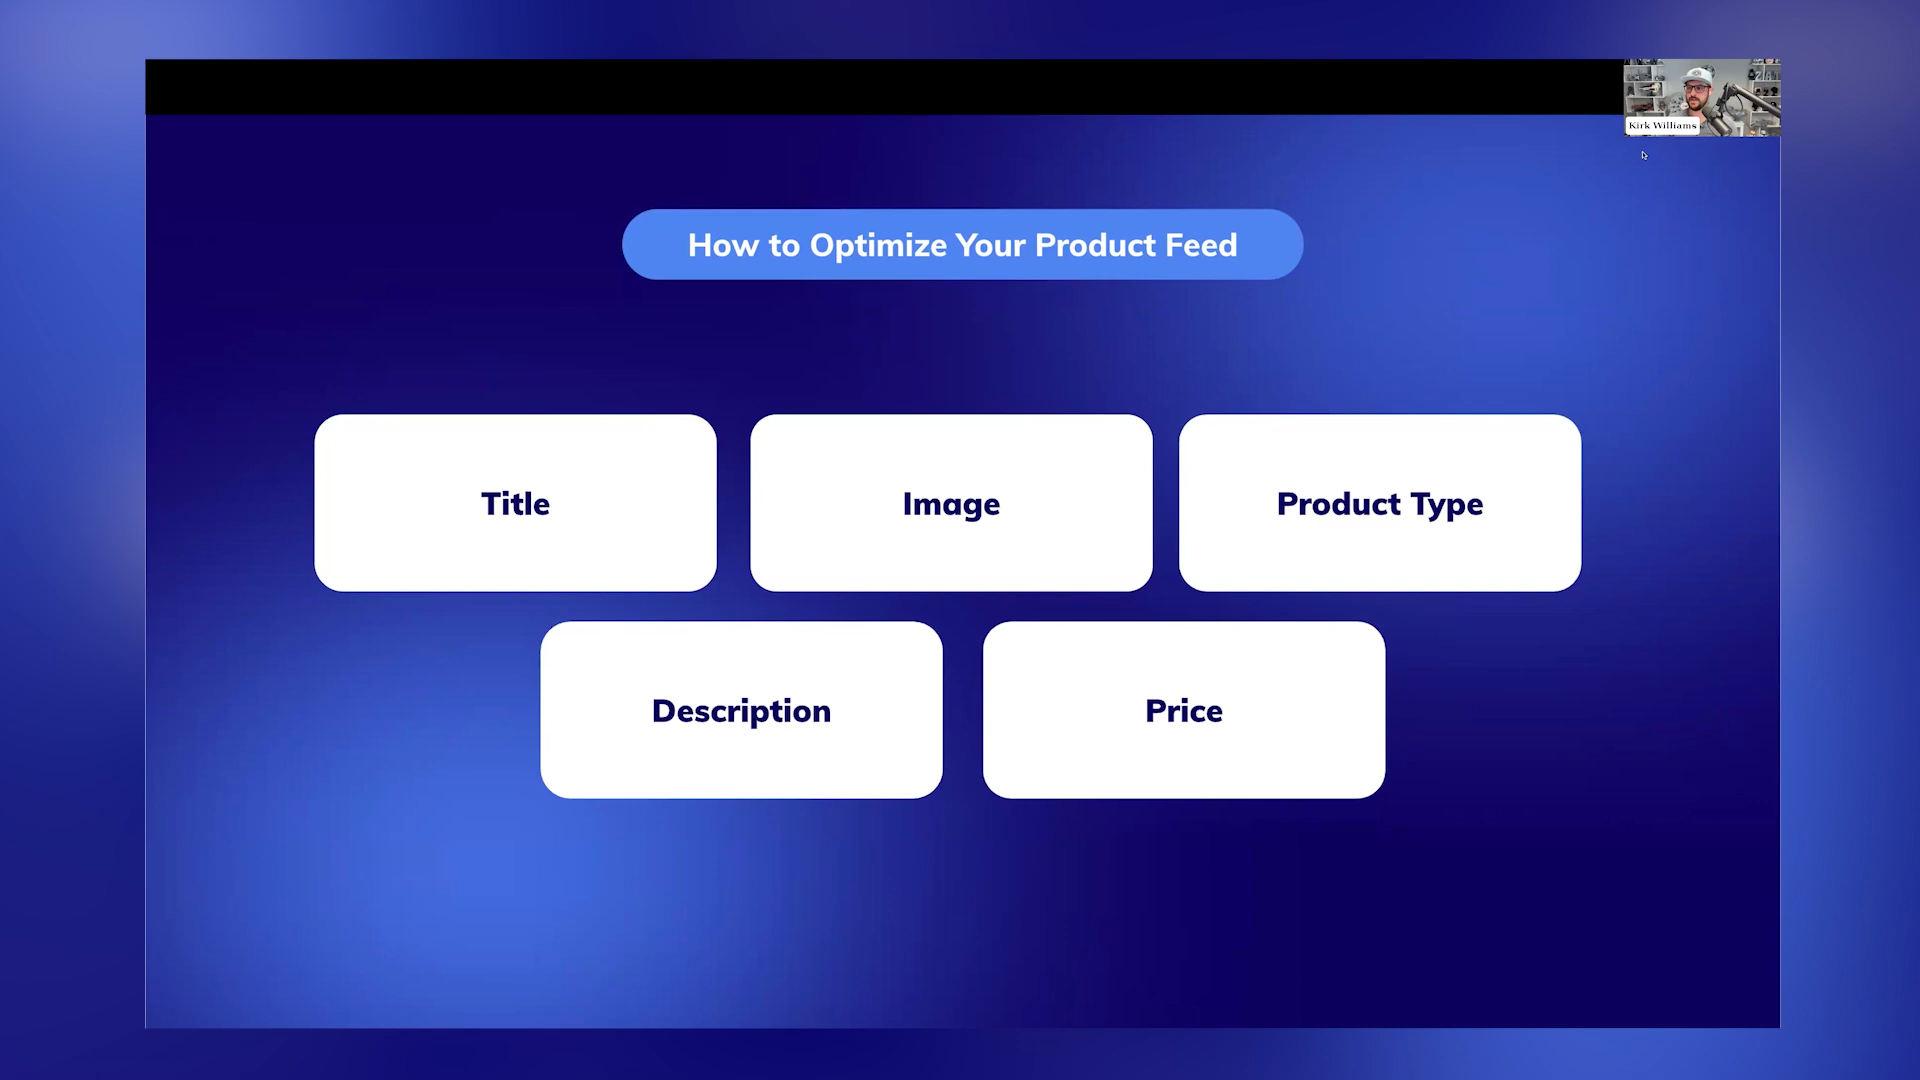 Kirk Williams
How to Optimize Your Product Feed
Title
Image
Product Type
Description
Price